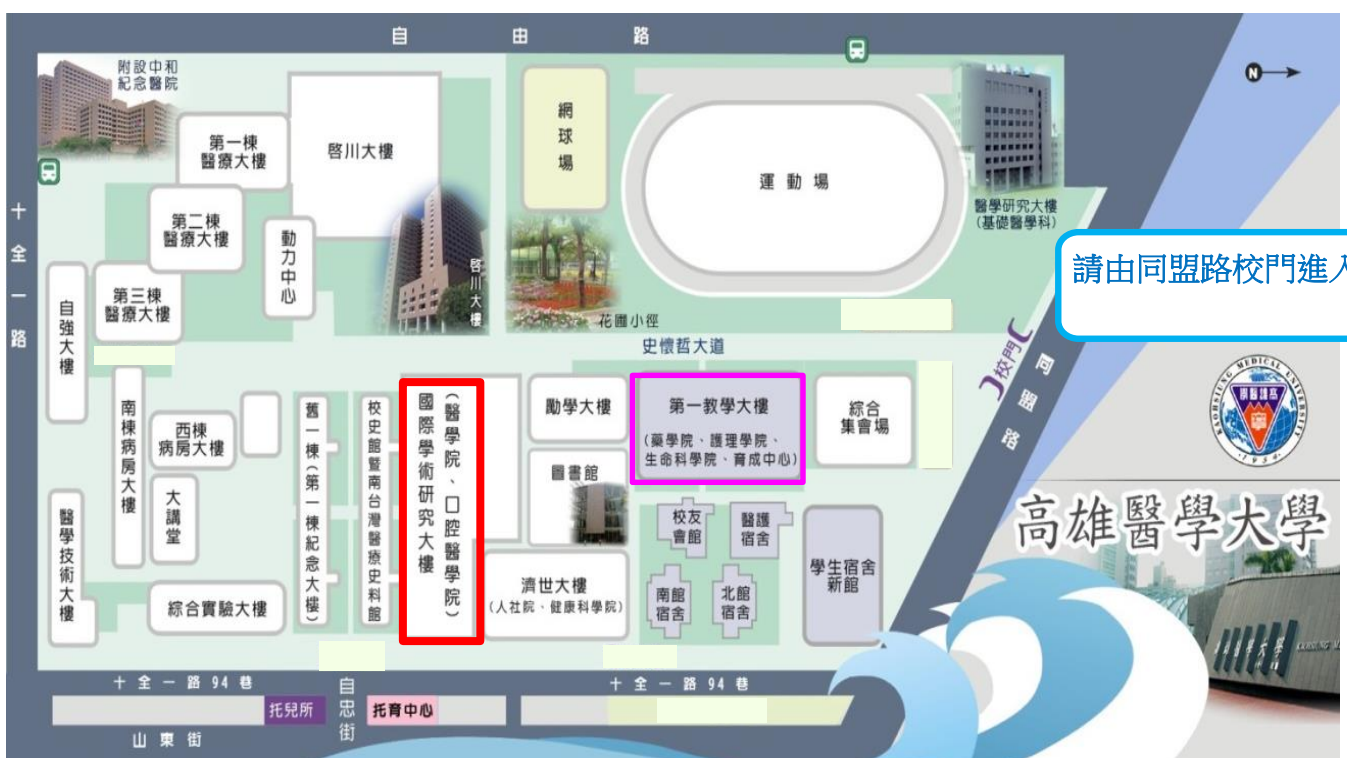 自由路
附設中和
紀念醫院
第一棟
醫療大樓
啓川大樓
網球場
運動場
醫學研究大樓
(基礎醫學科)
N
十全一路
第二棟
醫療大樓
動力中心
啓川大樓
第三棟
醫療大樓
自強大樓
花圃小徑
史懷哲大道
請由同盟路校門進入
校門
同盟路
南棟病房大樓
西棟
病房大樓
大講堂
舊一棟(第一棟紀念大樓)
校史館暨南台灣醫療史料館
(醫學院、口腔醫學院)
國際學術研究大樓
勵學大樓
第一教學大樓
(藥學院、護理學院、
生命科學院、育成中心)
綜合
集會場
圖書館
校友
會館
醫護
宿舍
南館
宿舍
北館
宿舍
學生宿舍
新館
醫學技術大樓
綜合實驗大樓
濟世大樓
(人社院、健康科學院)
KAOHSIUNG MEDICAL UNIVERSITY
1954
高雄醫學大學
十全一路94巷
自忠街
十全一路94巷
托兒所
托育中心
山東街